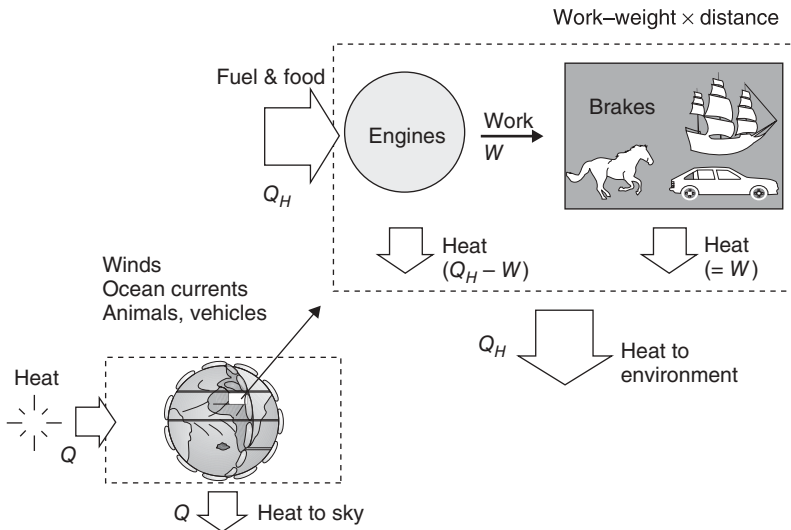 Work–weight × distance
Fuel & food
Engines
Work
W
Brakes
Q_H
Heat
(Q_H – W)
Heat
(= W)
Winds
Ocean currents
Animals, vehicles
Q_H
Heat to
environment
Heat
Q
Q
Heat to sky